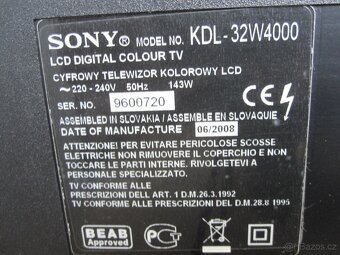 SONY® MODEL NO. KDL-32W4000
LCD DIGITAL COLOUR TV
CYFROWY TELEWIZOR KOLOROWY LCD
~220-240V 50Hz 143W
SER. NO. 9600720
ASSEMBLED IN SLOVAKIA / ASSEMBLE EN SLOVAQUIE
DATE OF MANUFACTURE 06/2008
ATTENZIONE! PER EVITARE PERICOLOSE SCOSSE
ELETTRICHE NON RIMUOVERE IL COPERCHIO E NON
TOCCARE LE PARTI INTERNE. RIVOLGETEVI A
PERSONALE SPECIALIZZATO.
TV CONFORME ALLE
PRESCRIZIONI DELL'ART. 1 D.M.26.3.1992
TV CONFORME ALLE PRESCRIZIONI DEL D.M.28.8 1995
BEAB
Approved